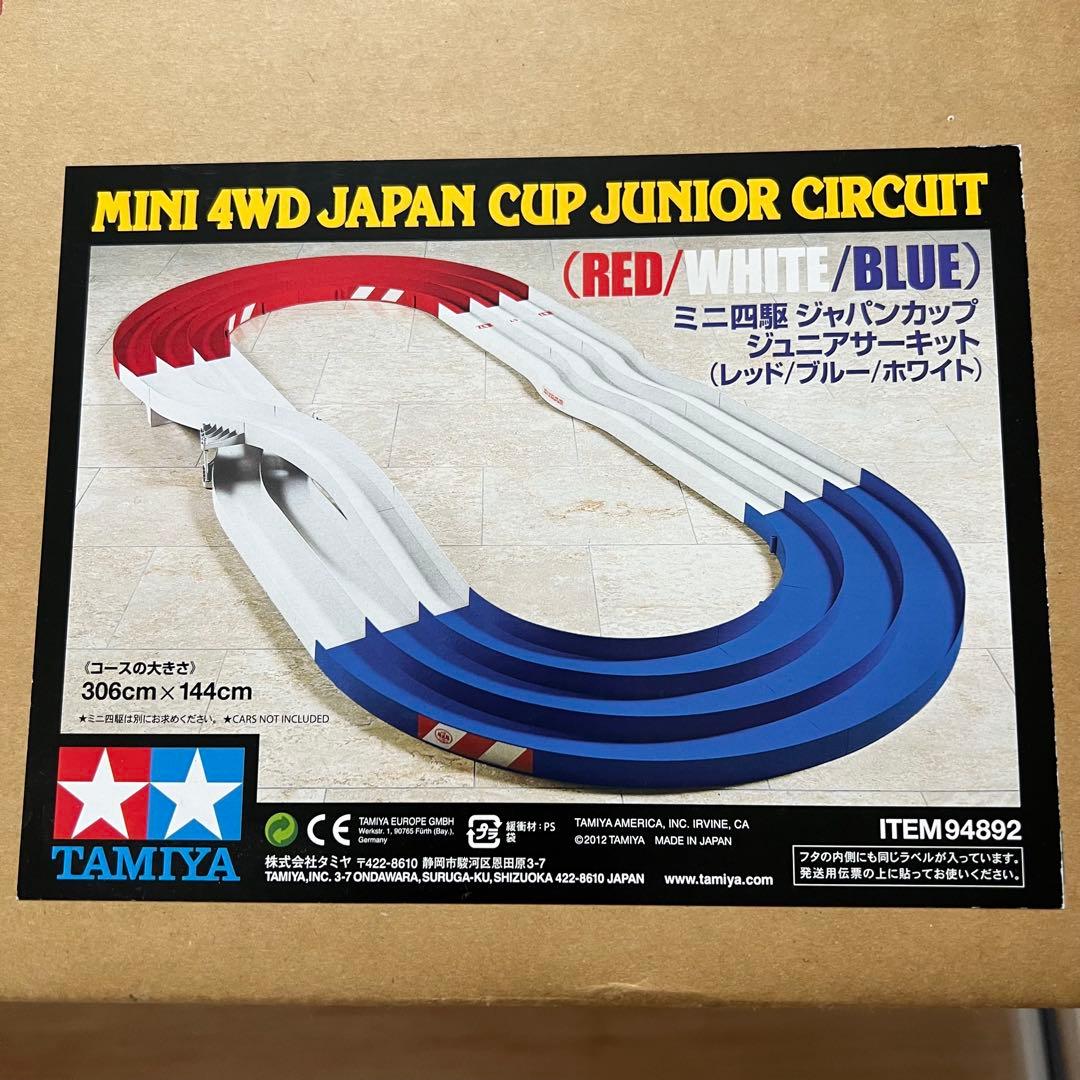 MINI 4WD JAPAN CUP JUNIOR CIRCUIT
(RED/WHITE/BLUE)
ミニ四駆 ジャパンカップ
ジュニアサーキット
(レッド/ブルー/ホワイト)
《コースの大きさ》
306cm×144cm
★ミニ四駆は別にお求めください。★CARS NOT INCLUDED
TAMIYA
CE
TAMIYA EUROPE GMBH
Werkstr. 1, 90765 Fürth (Bay.),
Germany
プラ
緩衝材:PS
袋
TAMIYA AMERICA, INC. IRVINE, CA
©2012 TAMIYA MADE IN JAPAN
ITEM 94892
株式会社タミヤ 〒422-8610 静岡市駿河区恩田原3-7
TAMIYA, INC. 3-7 ONDAWARA, SURUGA-KU, SHIZUOKA 422-8610 JAPAN
www.tamiya.com
フタの内側にも同じラベルが入っています。
発送用伝票の上に貼ってお使いください。